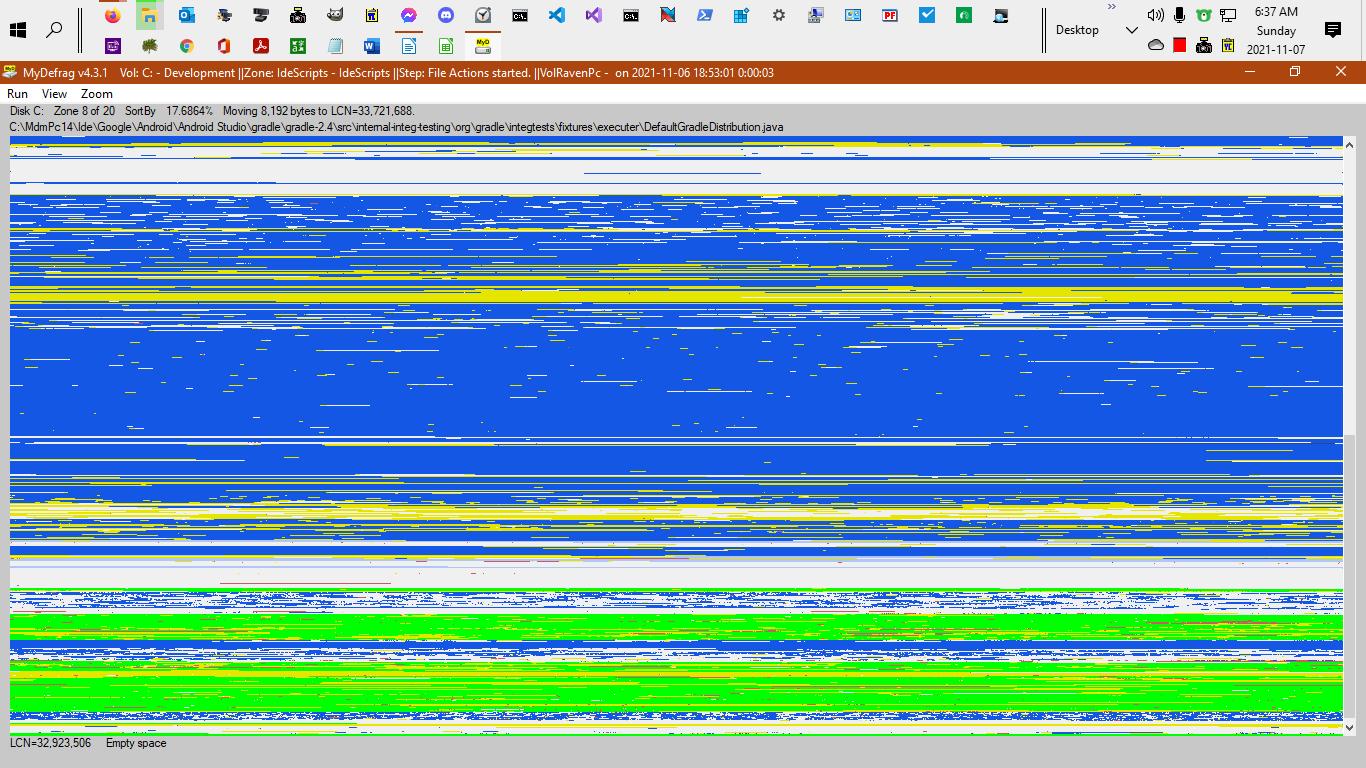 »
6:37 AM
Desktop
Sunday
2021-11-07
MyDefrag v4.3.1 Vol: C: - Development ||Zone: IdeScripts - IdeScripts ||Step: File Actions started. ||VolRavenPc - on 2021-11-06 18:53:01 0:00:03
Run View Zoom
Disk C: Zone 8 of 20 SortBy 17.6864% Moving 8,192 bytes to LCN=33,721,688.
C:\MdmPc14\Ide\Google\Android\Android Studio\gradle\gradle-2.4\src\internal-integ-testing\org\gradle\integtests\fixtures\executer\DefaultGradleDistribution.java
LCN=32,923,506 Empty space